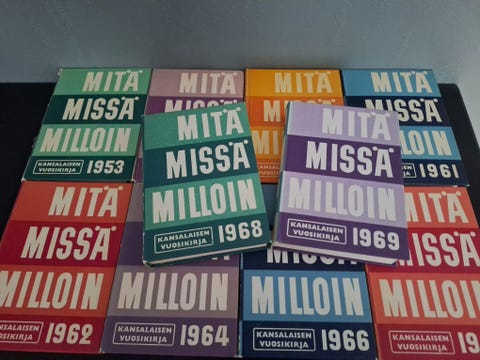 MITÄ
MISSÄ
MILLOIN
KANSALAISEN
VUOSIKIRJA 1953
MITÄ
MISSÄ
MITÄ
MISSÄ
MITÄ
MISSÄ
MILLOIN
1961
MITÄ
MISSÄ
MILLOIN
KANSALAISEN
VUOSIKIRJA 1968
MITÄ
MISSÄ
MILLOIN
KANSALAISEN
VUOSIKIRJA 1969
MITÄ
MISSÄ
MILLOIN
KANSALAISEN
VUOSIKIRJA 1962
MILLOIN
KANSALAISEN
VUOSIKIRJA 1964
MILLOIN
KANSALAISEN
VUOSIKIRJA 1966
MITÄ
MISSÄ
MILLOIN
KANSALAISEN
VUOSIKIRJA